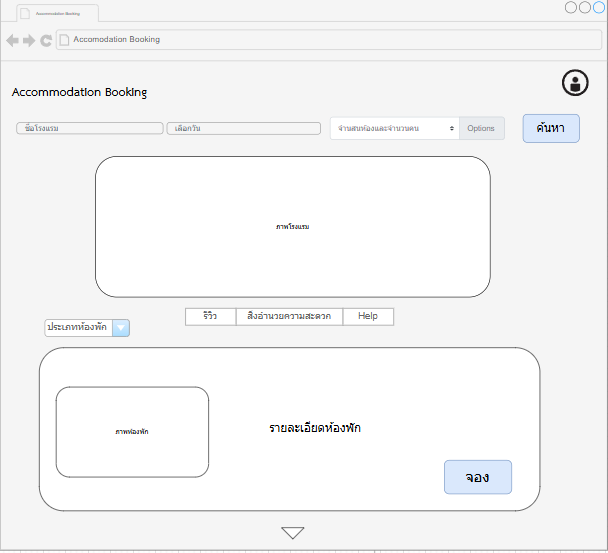 Accommodation Booking
Accomodation Booking
Accommodation Booking
ชื่อโรงแรม
เลือกวัน
จำนวนห้องและจำนวนคน
Options
ค้นหา
ภาพโรงแรม
รีวิว
สิ่งอำนวยความสะดวก
Help
ประเภทห้องพัก
ภาพห้องพัก
รายละเอียดห้องพัก
จอง